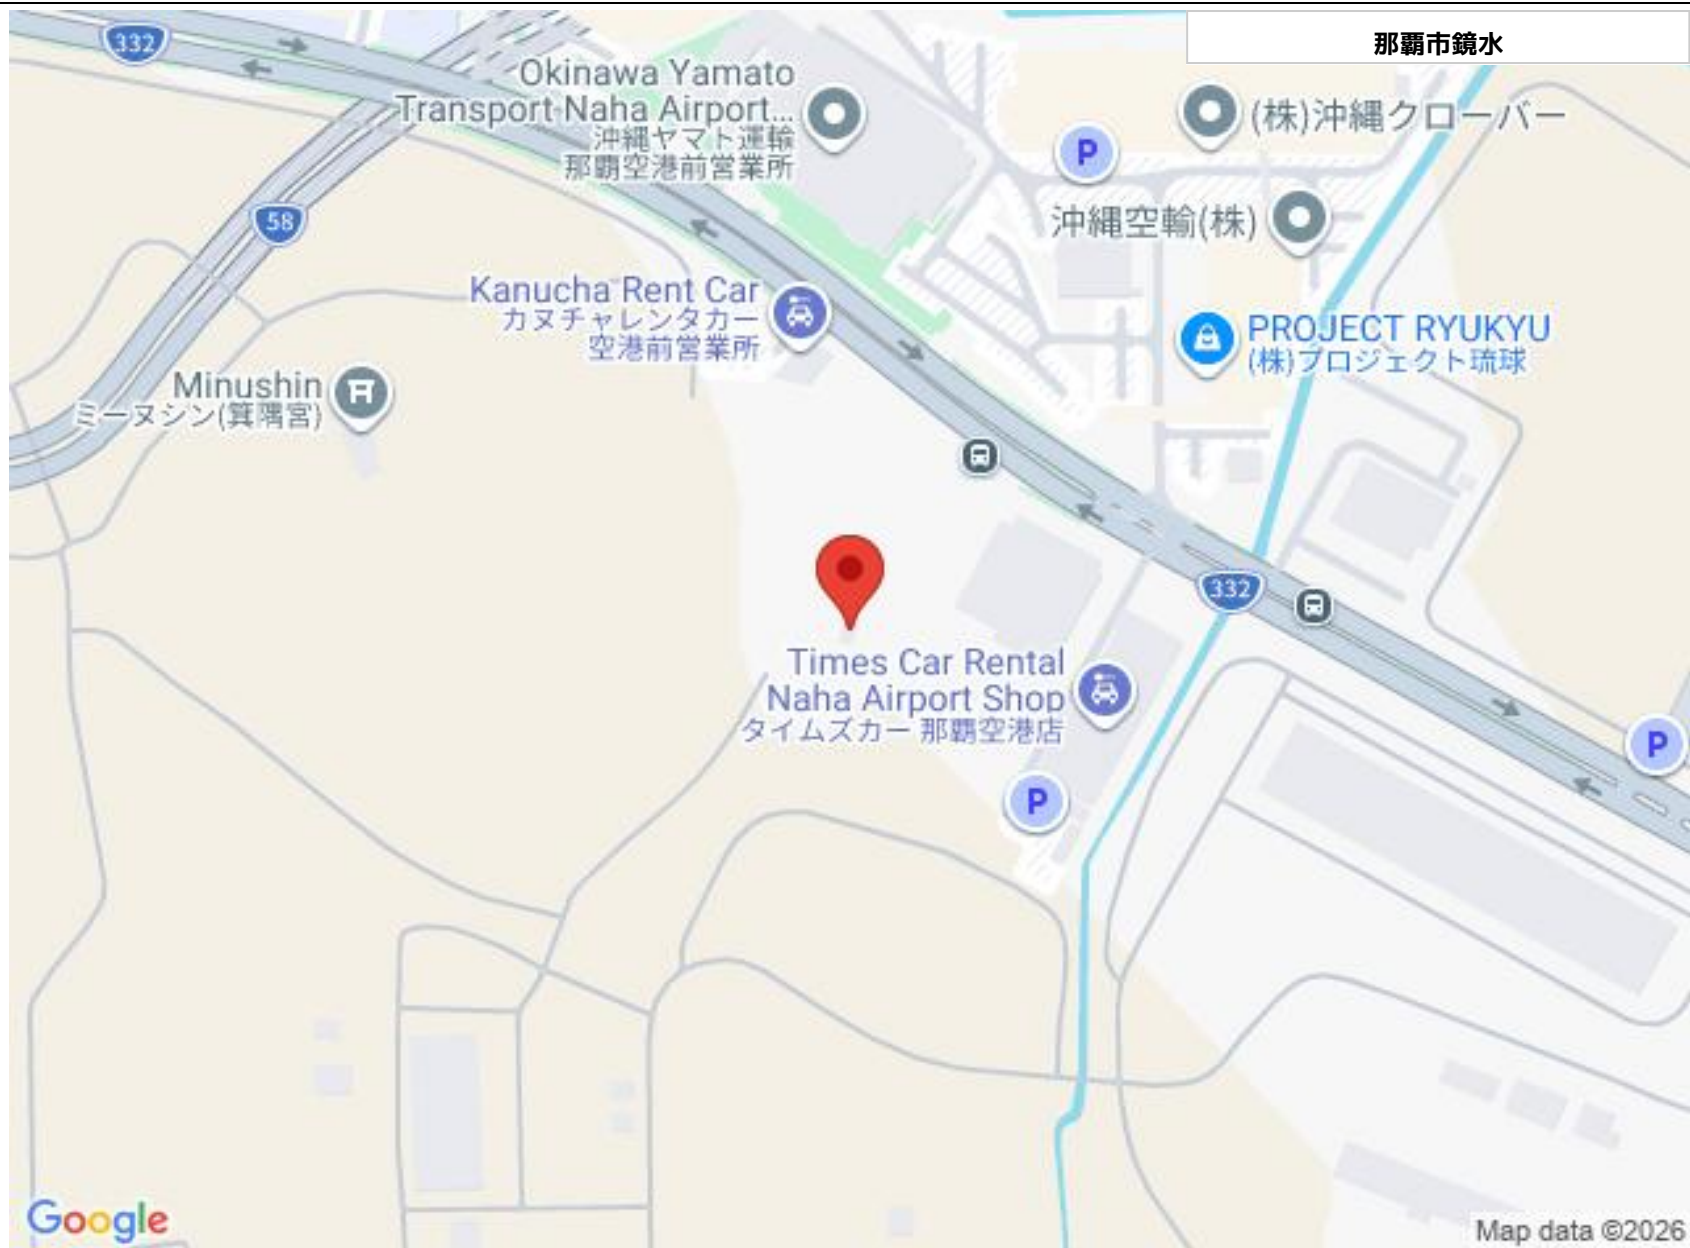 那覇市鏡水
332
Okinawa Yamato
Transport-Naha Airport...
沖縄ヤマト運輸
那覇空港前営業所
(株)沖縄クローバー
P
58
沖縄空輸(株)
Kanucha Rent Car
カヌチャレンタカー
空港前営業所
PROJECT RYUKYU
(株)プロジェクト琉球
Minushin
ミーヌシン(箕隅宮)
332
Times Car Rental
Naha Airport Shop
タイムズカー 那覇空港店
P
P
Google
Map data ©2026